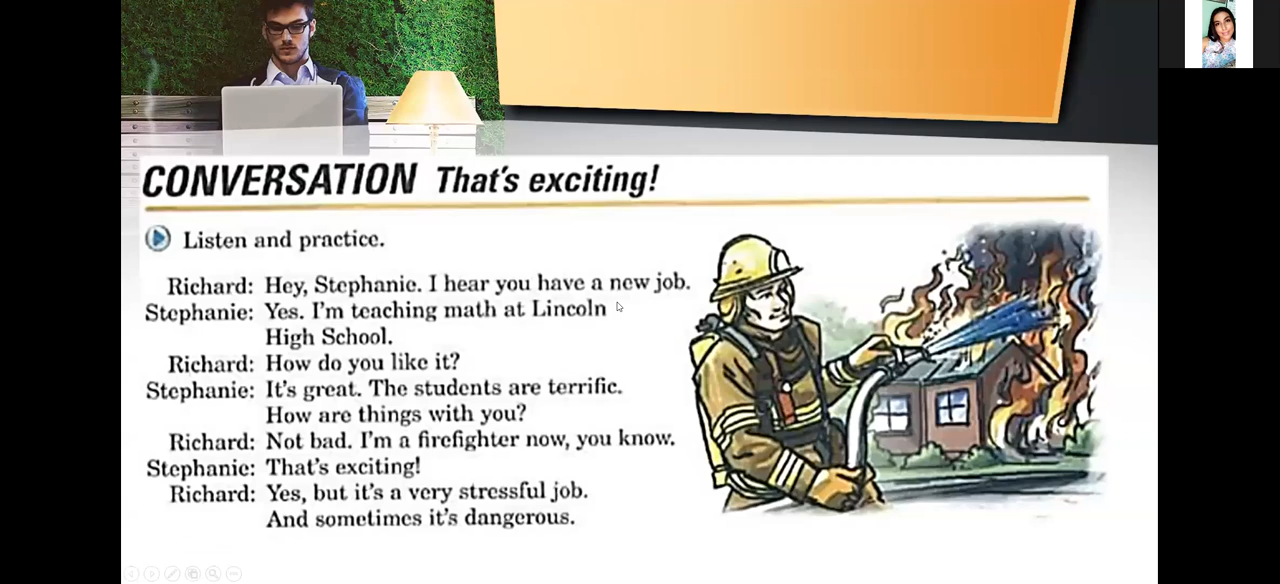 CONVERSATION That's exciting!
Listen and practice.
Richard: Hey, Stephanie. I hear you have a new job.
Stephanie: Yes. I'm teaching math at Lincoln
High School.
Richard: How do you like it?
Stephanie: It's great. The students are terrific.
How are things with you?
Richard: Not bad. I'm a firefighter now, you know.
Stephanie: That's exciting!
Richard: Yes, but it's a very stressful job.
And sometimes it's dangerous.